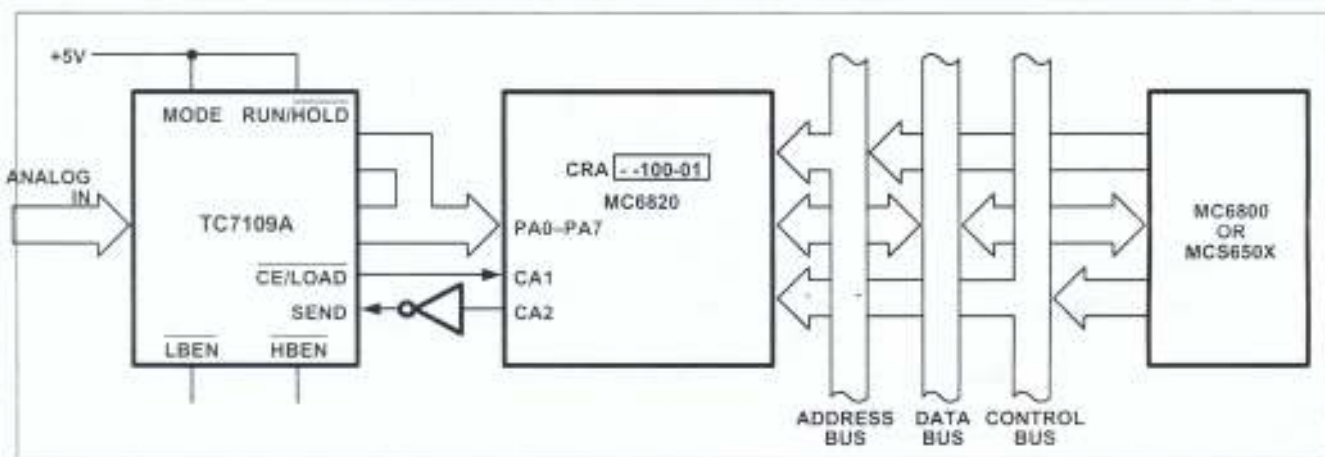 +5V
MODE RUN/HOLD
ANALOG
IN
TC7109A
CE/LOAD
SEND
LBEN HBEN
CRA - -100-01
MC6820
PA0–PA7
CA1
CA2
MC6800
OR
MCS650X
ADDRESS
BUS
DATA
BUS
CONTROL
BUS